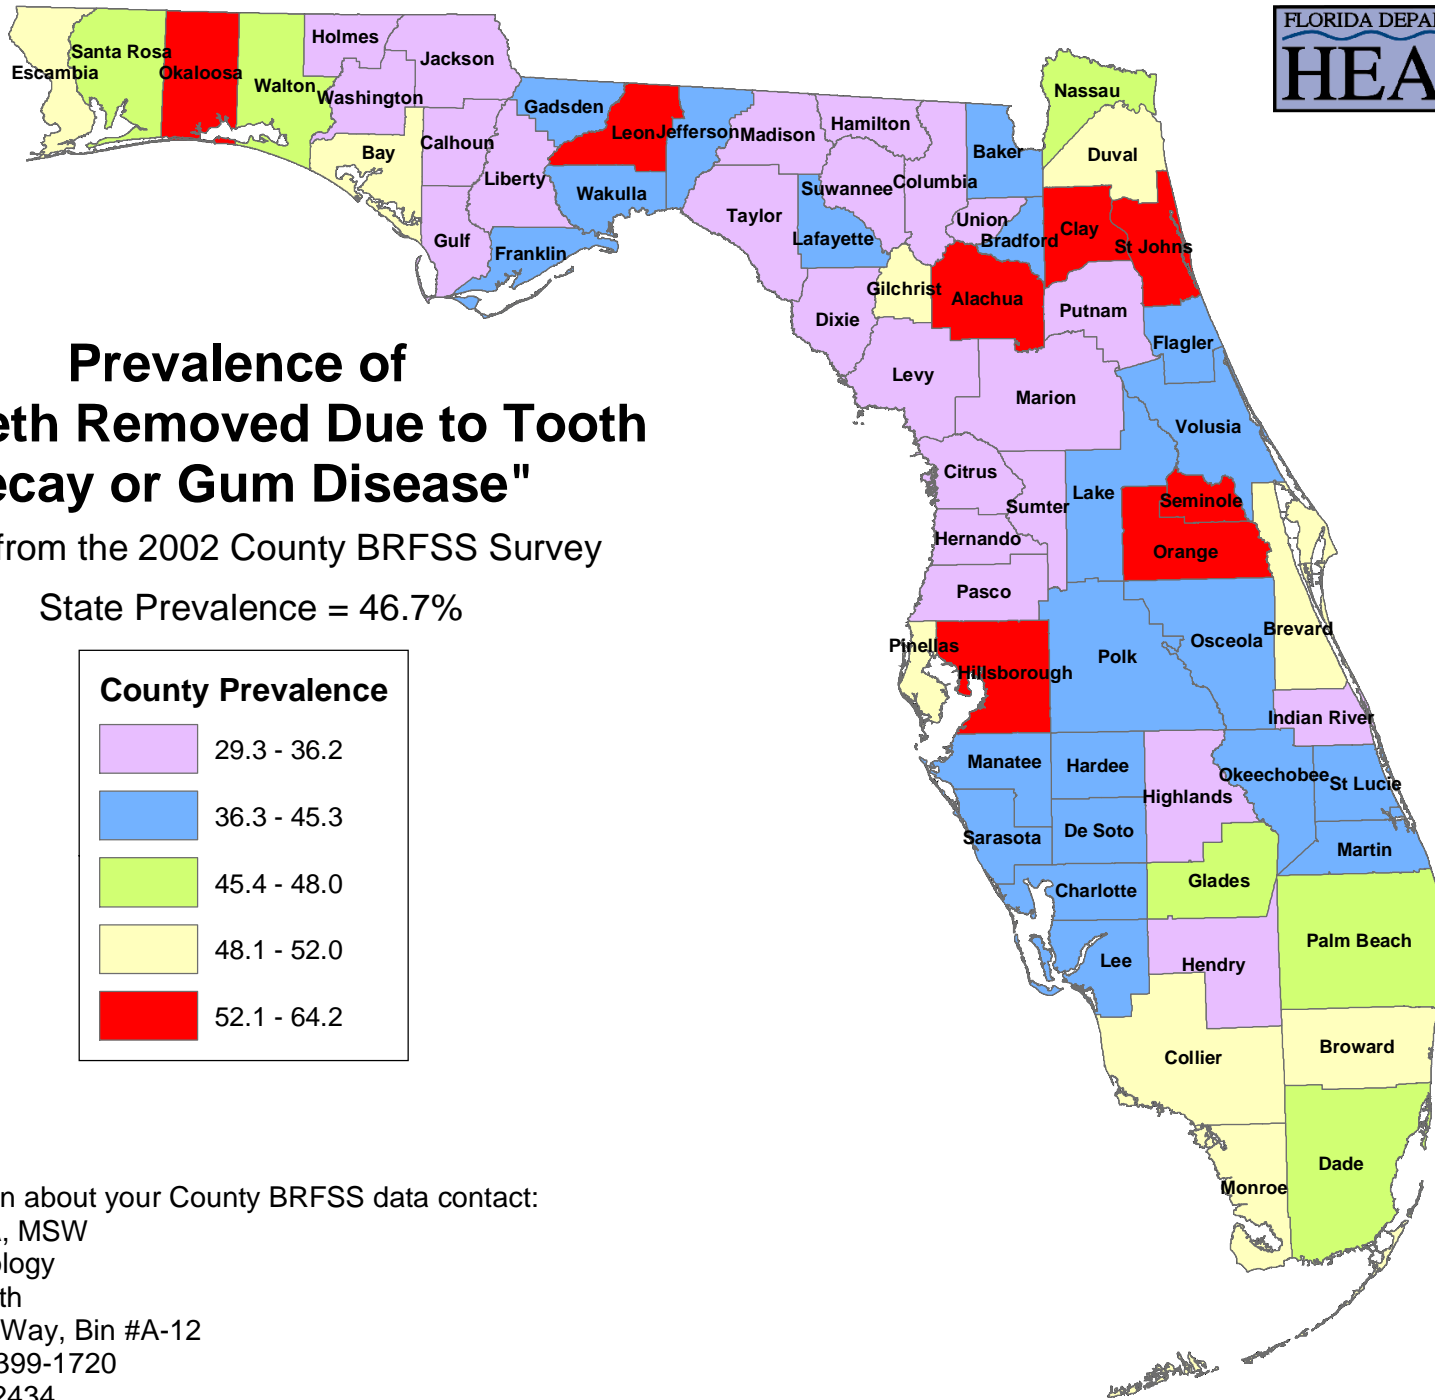 FLORIDA DEPA
HEA
Prevalence of
eth Removed Due to Tooth
ecay or Gum Disease"
from the 2002 County BRFSS Survey
State Prevalence = 46.7%
County Prevalence
29.3 - 36.2
36.3 - 45.3
45.4 - 48.0
48.1 - 52.0
52.1 - 64.2
Escambia
Santa Rosa
Okaloosa
Walton
Holmes
Washington
Jackson
Bay
Calhoun
Gulf
Liberty
Gadsden
Franklin
Leon
Wakulla
Jefferson
Madison
Taylor
Hamilton
Suwannee
Lafayette
Columbia
Dixie
Gilchrist
Baker
Union
Bradford
Alachua
Nassau
Duval
Clay
St Johns
Putnam
Flagler
Levy
Marion
Volusia
Citrus
Sumter
Lake
Seminole
Hernando
Orange
Pasco
Pinellas
Hillsborough
Polk
Osceola
Brevard
Indian River
Manatee
Hardee
Highlands
Okeechobee
St Lucie
Sarasota
De Soto
Martin
Charlotte
Glades
Lee
Hendry
Palm Beach
Collier
Broward
Monroe
Dade
n about your County BRFSS data contact:
, MSW
ology
th
Way, Bin #A-12
399-1720
2434